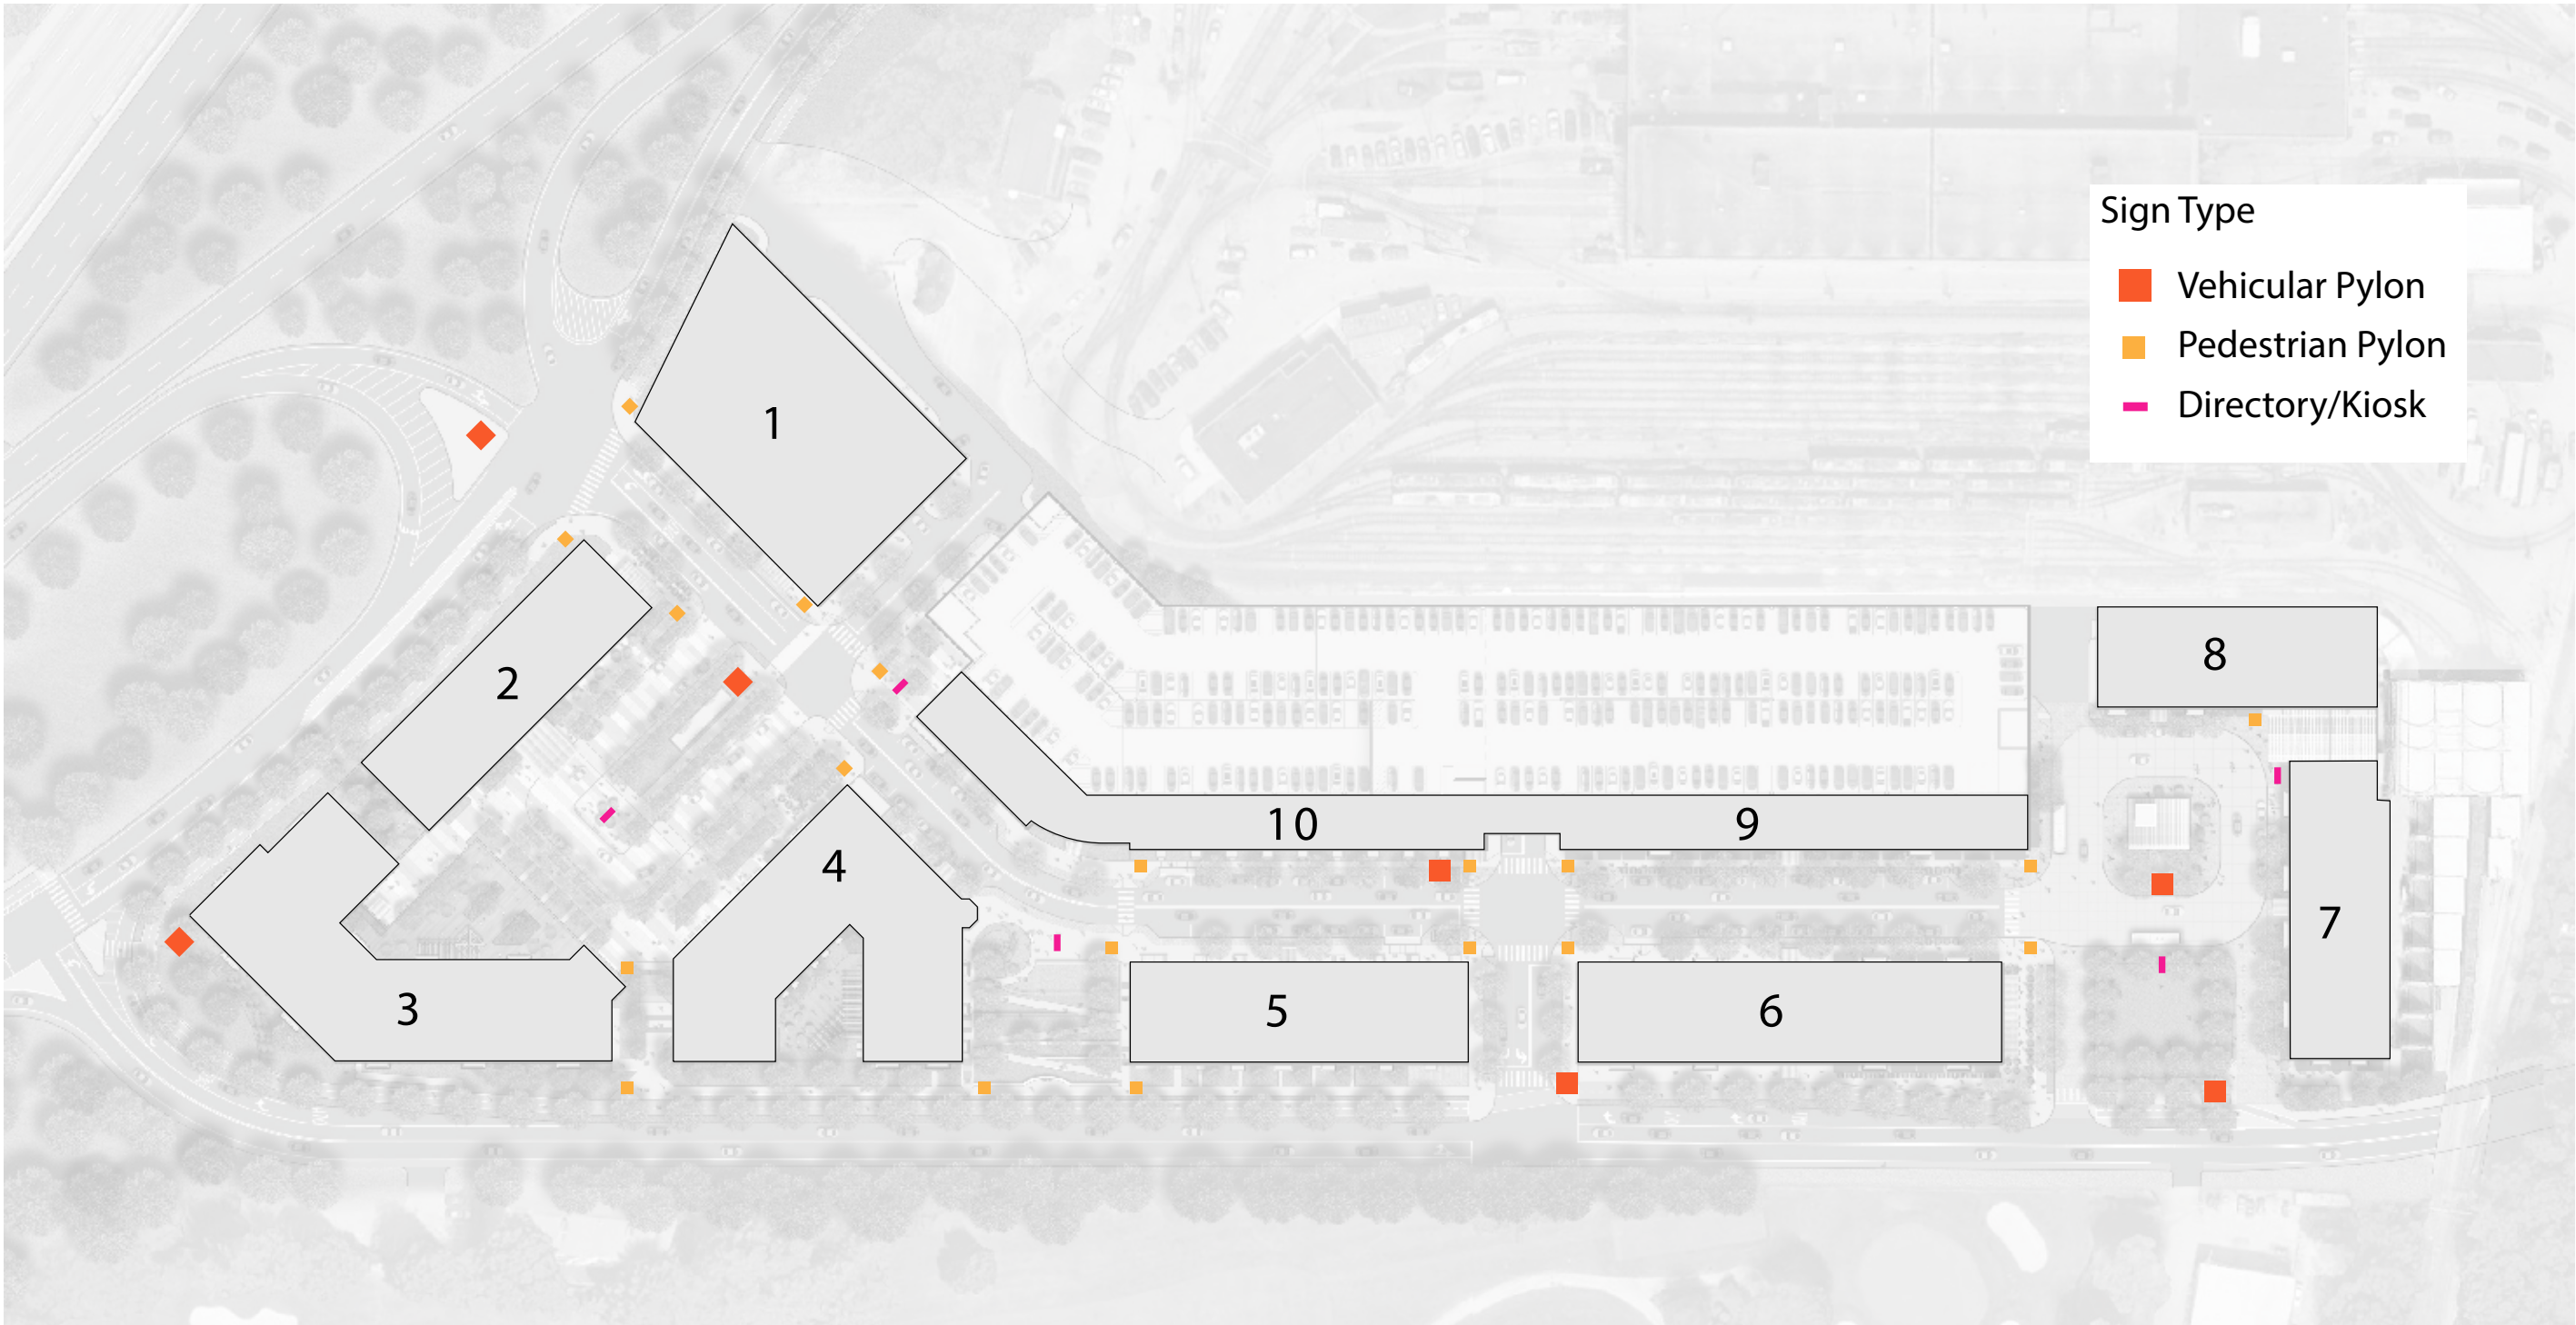 Sign Type
Vehicular Pylon
Pedestrian Pylon
Directory/Kiosk
1
2
8
10
9
4
7
3
5
6